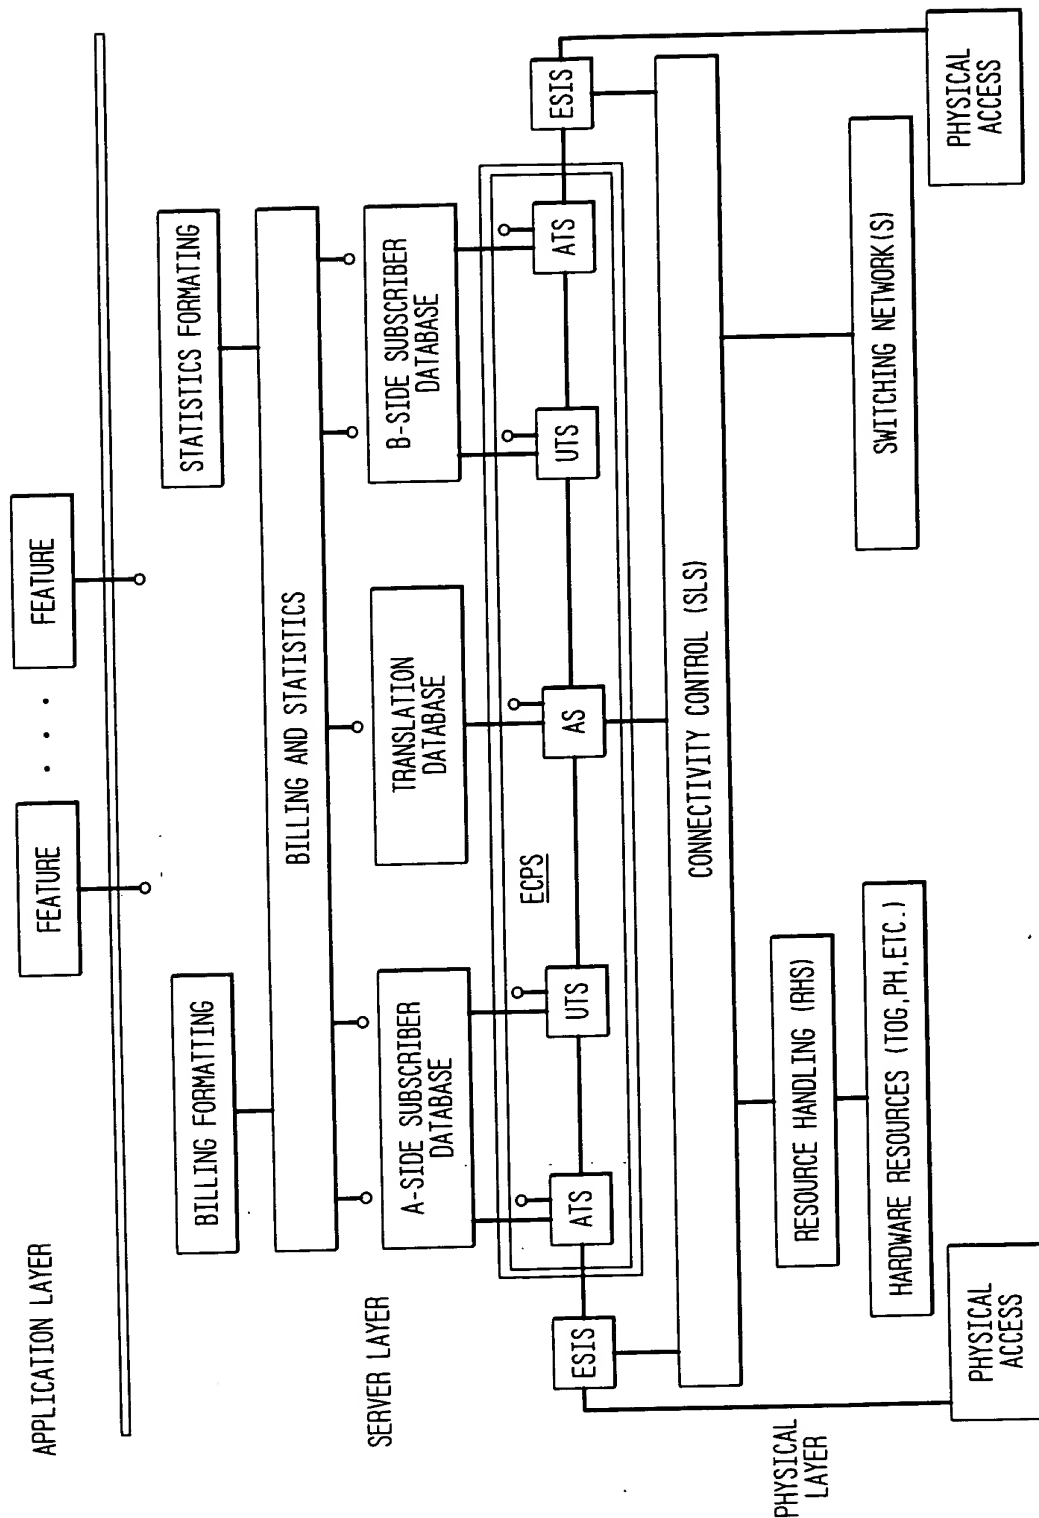 APPLICATION LAYER
FEATURE
. . .
FEATURE
BILLING FORMATTING
STATISTICS FORMATING
BILLING AND STATISTICS
SERVER LAYER
A-SIDE SUBSCRIBER
DATABASE
TRANSLATION
DATABASE
B-SIDE SUBSCRIBER
DATABASE
ECPS
ESIS
ATS
UTS
AS
UTS
ATS
ESIS
CONNECTIVITY CONTROL (SLS)
PHYSICAL
LAYER
RESOURCE HANDLING (RHS)
HARDWARE RESOURCES (TOG,PH,ETC.)
SWITCHING NETWORK(S)
PHYSICAL
ACCESS
PHYSICAL
ACCESS